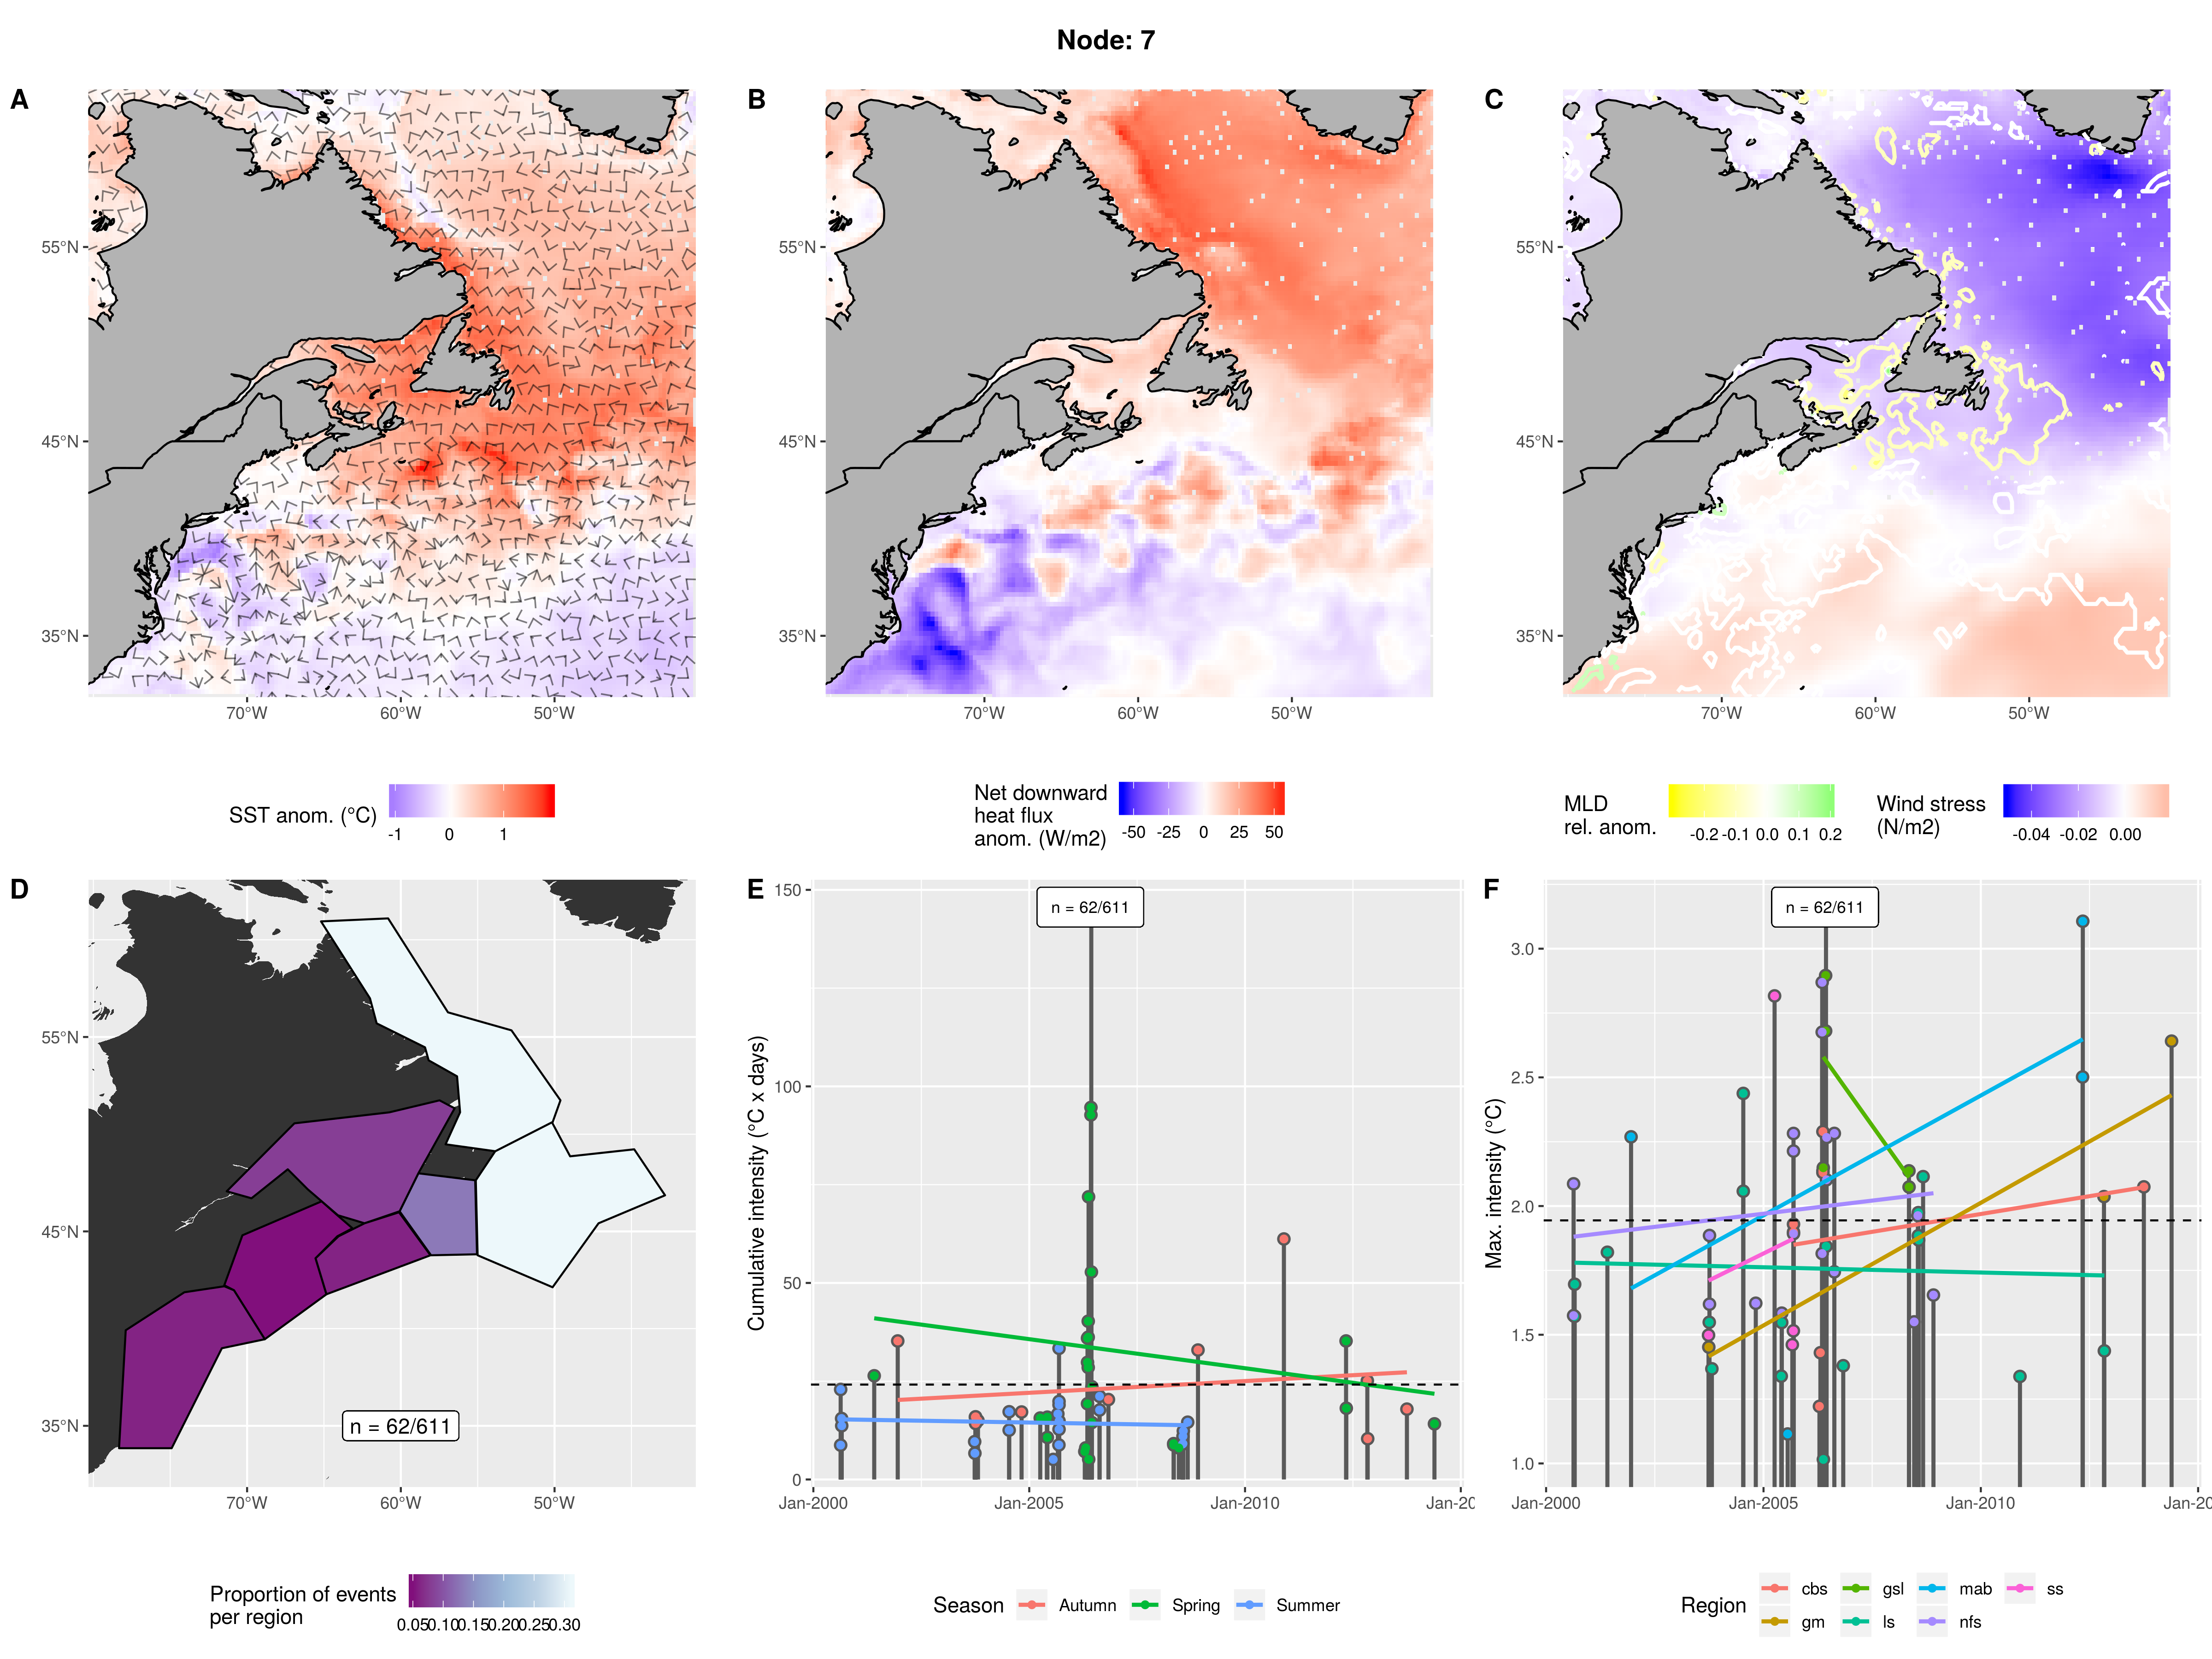 Node: 7
A
B
C
55°N
45°N
35°N
70°W 60°W 50°W
55°N
45°N
35°N
70°W 60°W 50°W
55°N
45°N
35°N
70°W 60°W 50°W
SST anom. (°C)
-1 0 1
Net downward
heat flux
anom. (W/m2)
-50 -25 0 25 50
MLD
rel. anom.
-0.2 -0.1 0.0 0.1 0.2
Wind stress
(N/m2)
-0.04 -0.02 0.00
D
55°N
45°N
35°N
n = 62/611
70°W 60°W 50°W
Proportion of events
per region
0.05 0.10 0.15 0.20 0.25 0.30
E
Cumulative intensity (°C x days)
150
100
50
0
n = 62/611
Jan-2000 Jan-2005 Jan-2010 Jan-20
Season Autumn Spring Summer
F
Max. intensity (°C)
3.0
2.5
2.0
1.5
1.0
n = 62/611
Jan-2000 Jan-2005 Jan-2010 Jan-20
Region
cbs gsl mab ss
gm ls nfs